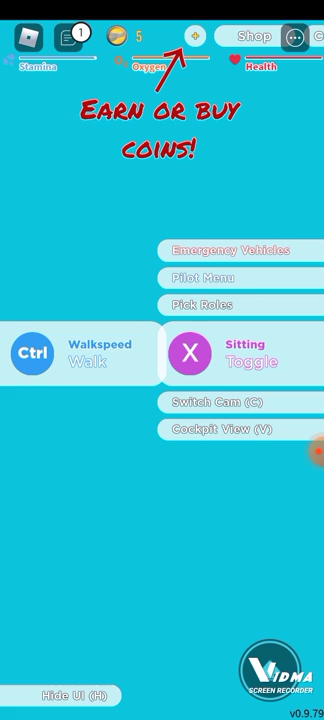 1
5
+
Shop
C
Stamina
Oxygen
Health
EARN OR BUY
COINS!
Emergency Vehicles
Pilot Menu
Pick Roles
Ctrl
Walkspeed
Walk
X
Sitting
Toggle
Switch Cam (C)
Cockpit View (V)
Hide UI (H)
VIDMA
SCREEN RECORDER
v0.9.79